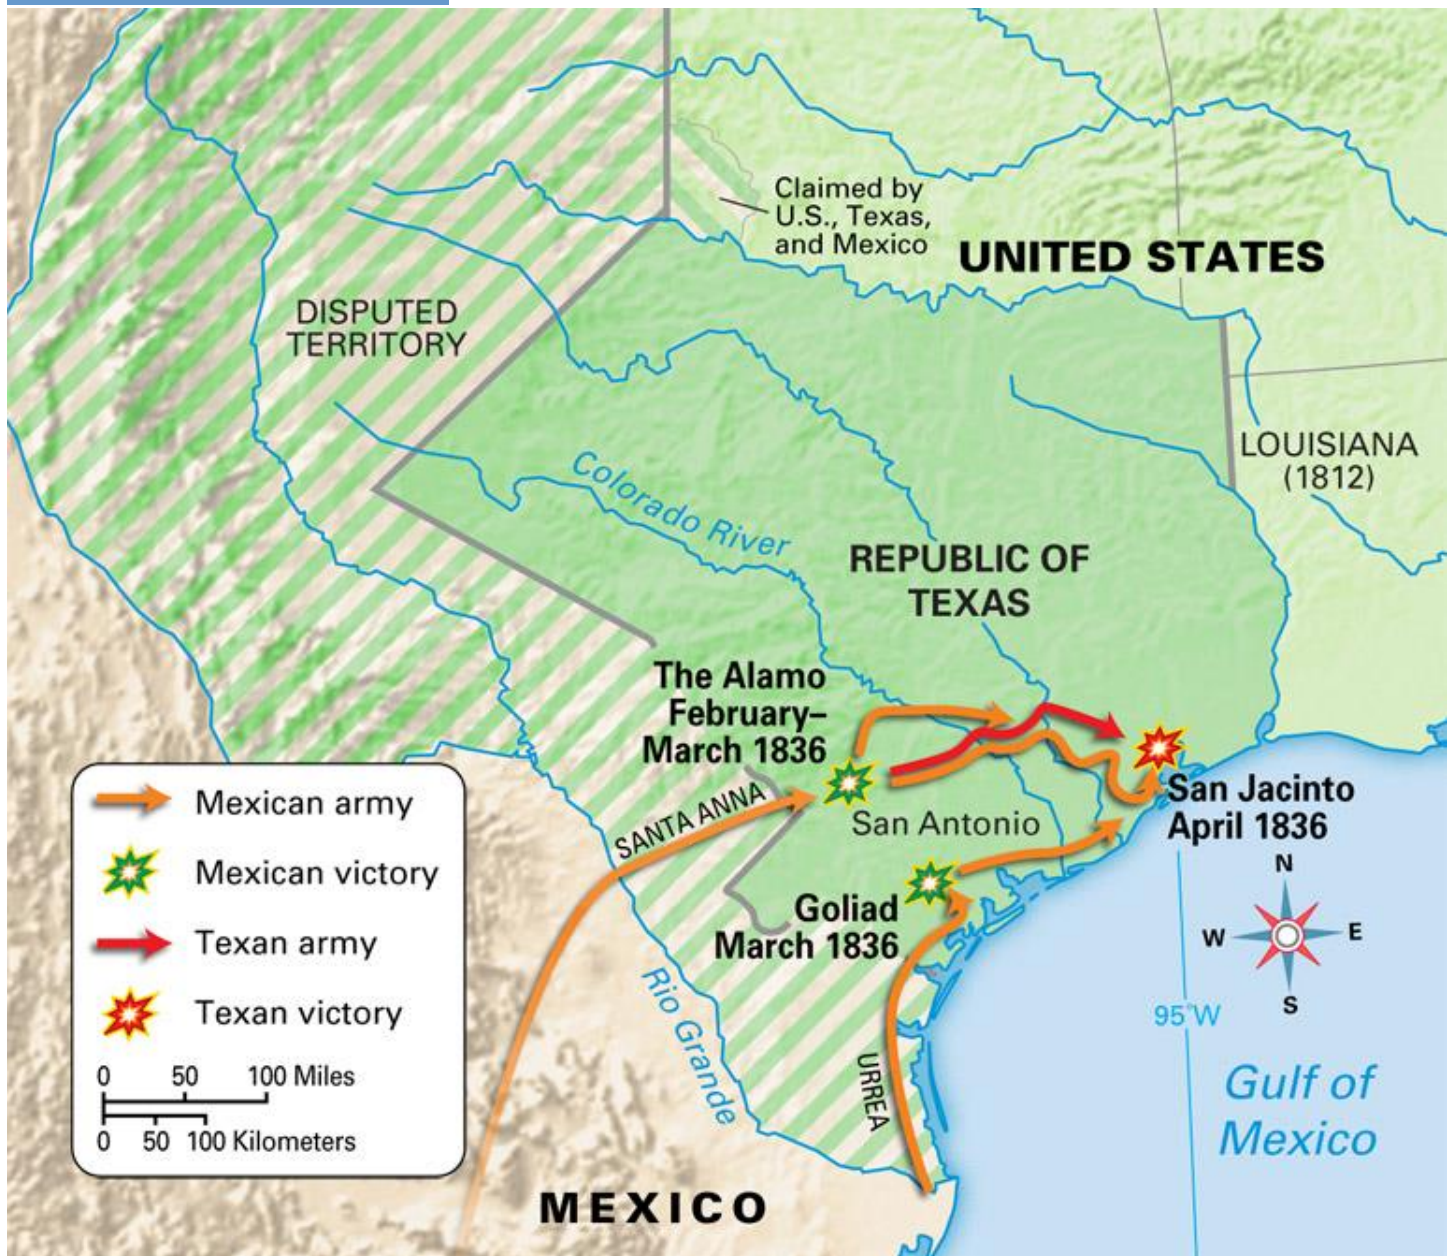 Claimed by
U.S., Texas,
and Mexico
UNITED STATES
DISPUTED
TERRITORY
LOUISIANA
(1812)
Colorado River
REPUBLIC OF
TEXAS
The Alamo
February–
March 1836
SANTA ANNA
San Antonio
San Jacinto
April 1836
Goliad
March 1836
N
W
E
S
95°W
Rio Grande
URREA
Gulf of
Mexico
MEXICO
Mexican army
Mexican victory
Texan army
Texan victory
0 50 100 Miles
0 50 100 Kilometers